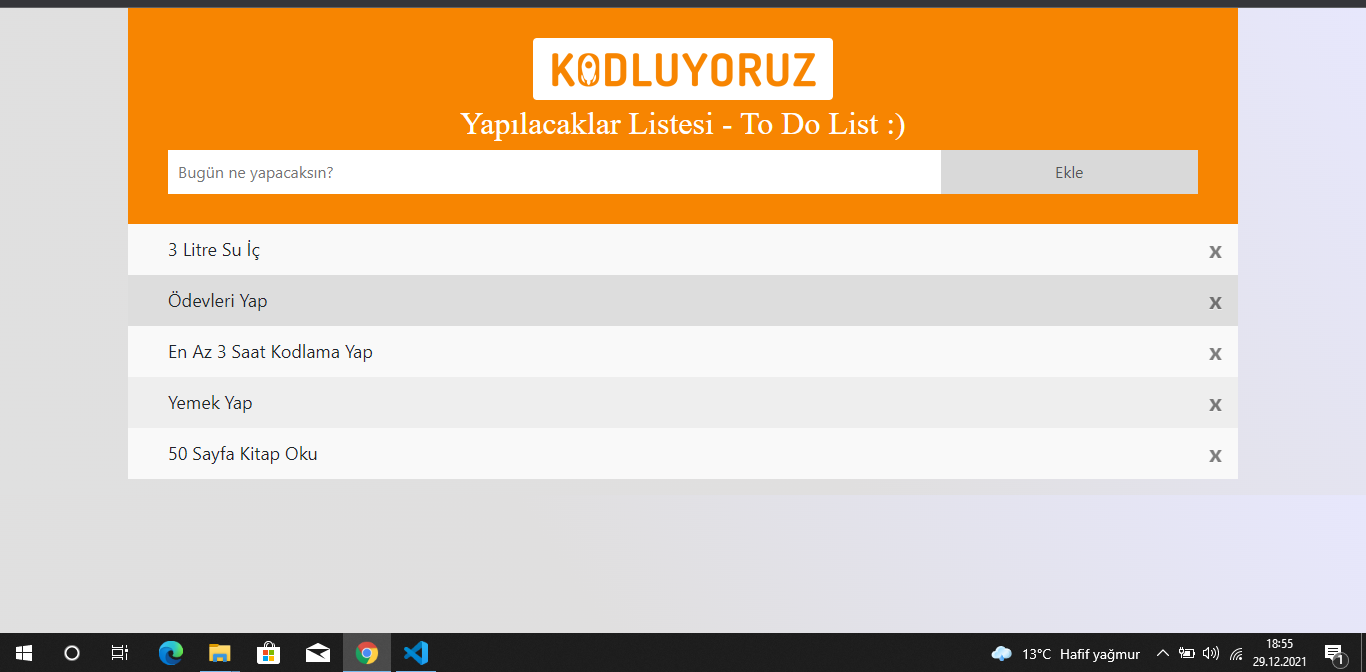 KODLUYORUZ
Yapılacaklar Listesi - To Do List :)
Bugün ne yapacaksın?
Ekle
3 Litre Su İç
x
Ödevleri Yap
x
En Az 3 Saat Kodlama Yap
x
Yemek Yap
x
50 Sayfa Kitap Oku
x
13°C Hafif yağmur
18:55
29.12.2021
1